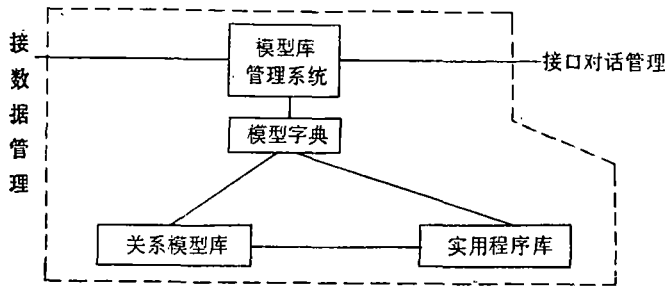 接数据管理
模型库
管理系统
接口对话管理
模型字典
关系模型库
实用程序库